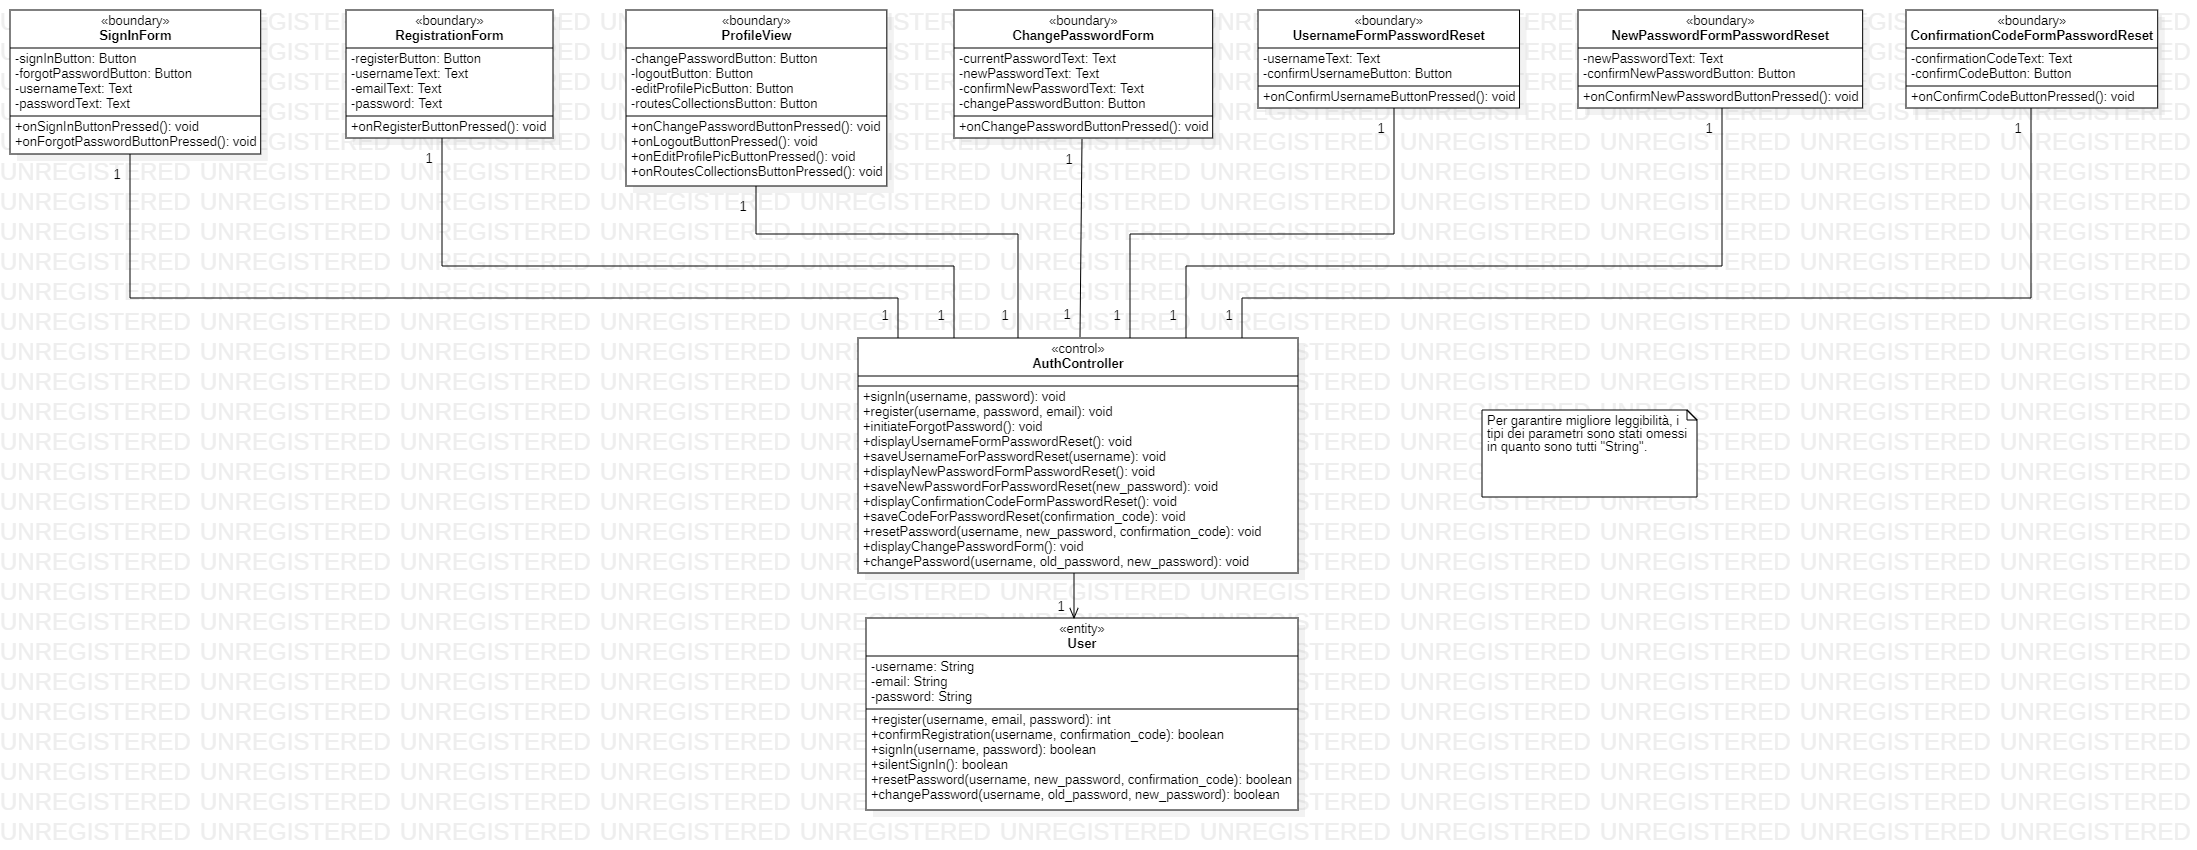 «boundary»
SignInForm
-signInButton: Button
-forgotPasswordButton: Button
-usernameText: Text
-passwordText: Text
+onSignInButtonPressed(): void
+onForgotPasswordButtonPressed(): void
«boundary»
RegistrationForm
-registerButton: Button
-usernameText: Text
-emailText: Text
-password: Text
+onRegisterButtonPressed(): void
«boundary»
ProfileView
-changePasswordButton: Button
-logoutButton: Button
-editProfilePicButton: Button
-routesCollectionsButton: Button
+onChangePasswordButtonPressed(): void
+onLogoutButtonPressed(): void
+onEditProfilePicButtonPressed(): void
+onRoutesCollectionsButtonPressed(): void
«boundary»
ChangePasswordForm
-currentPasswordText: Text
-newPasswordText: Text
-confirmNewPasswordText: Text
-changePasswordButton: Button
+onChangePasswordButtonPressed(): void
«boundary»
UsernameFormPasswordReset
-usernameText: Text
-confirmUsernameButton: Button
+onConfirmUsernameButtonPressed(): void
«boundary»
NewPasswordFormPasswordReset
-newPasswordText: Text
-confirmNewPasswordButton: Button
+onConfirmNewPasswordButtonPressed(): void
«boundary»
ConfirmationCodeFormPasswordReset
-confirmationCodeText: Text
-confirmCodeButton: Button
+onConfirmCodeButtonPressed(): void
1
1
1
1
1
1
1
1
1
1
1
1
1
1
«control»
AuthController
+signIn(username, password): void
+register(username, password, email): void
+initiateForgotPassword(): void
+displayUsernameFormPasswordReset(): void
+saveUsernameForPasswordReset(username): void
+displayNewPasswordFormPasswordReset(): void
+saveNewPasswordForPasswordReset(new_password): void
+displayConfirmationCodeFormPasswordReset(): void
+saveCodeForPasswordReset(confirmation_code): void
+resetPassword(username, new_password, confirmation_code): void
+displayChangePasswordForm(): void
+changePassword(username, old_password, new_password): void
Per garantire migliore leggibilità, i
tipi dei parametri sono stati omessi
in quanto sono tutti "String".
1
«entity»
User
-username: String
-email: String
-password: String
+register(username, email, password): int
+confirmRegistration(username, confirmation_code): boolean
+signIn(username, password): boolean
+silentSignIn(): boolean
+resetPassword(username, new_password, confirmation_code): boolean
+changePassword(username, old_password, new_password): boolean
UNREGISTERED